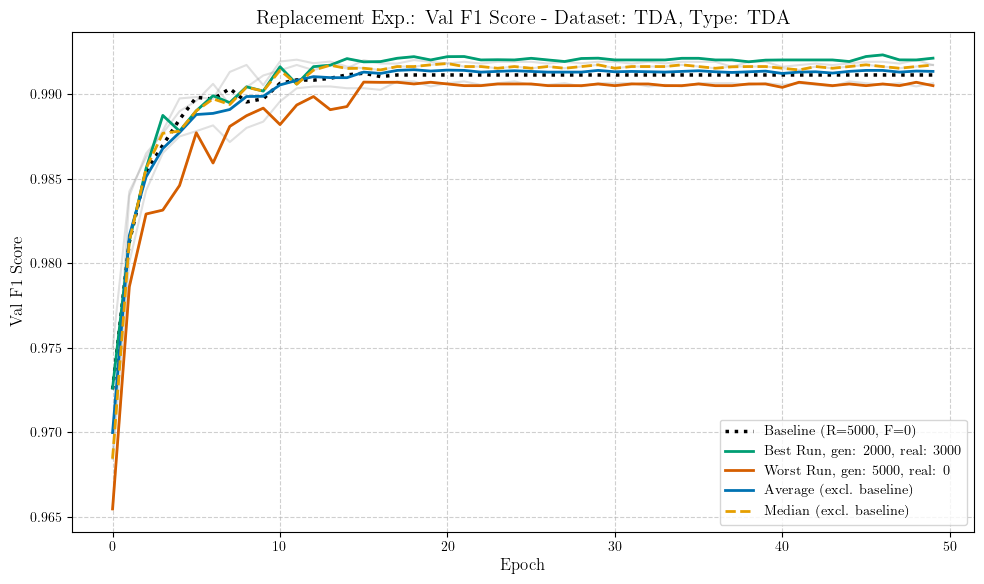 Replacement Exp.: Val F1 Score - Dataset: TDA, Type: TDA
Val F1 Score
0.990
0.985
0.980
0.975
0.970
0.965
Baseline (R=5000, F=0)
Best Run, gen: 2000, real: 3000
Worst Run, gen: 5000, real: 0
Average (excl. baseline)
Median (excl. baseline)
0 10 20 30 40 50
Epoch